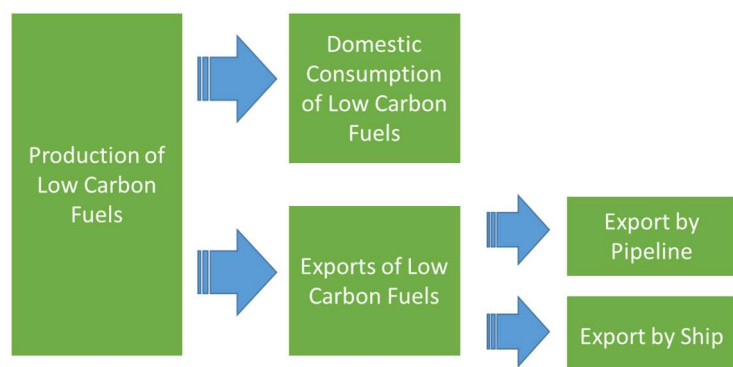 Production of
Low Carbon
Fuels
Domestic
Consumption
of Low Carbon
Fuels
Exports of Low
Carbon Fuels
Export by
Pipeline
Export by Ship